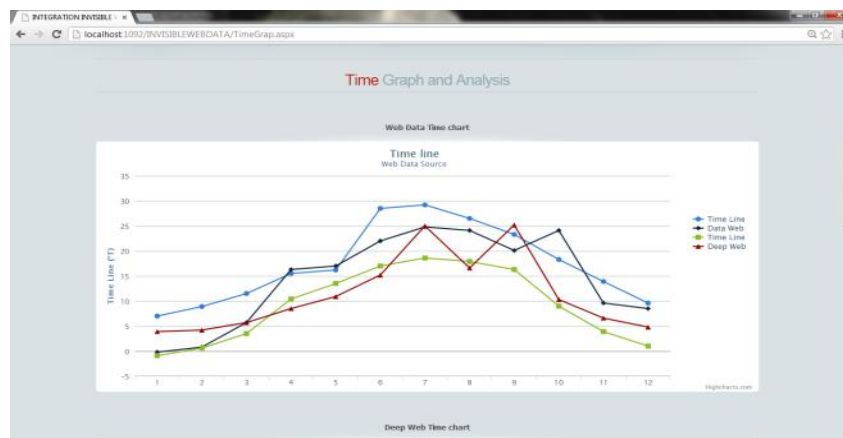 INTEGRATION INVISIBLE
localhost:1092/INVISIBLEWEBDATA/TimeGrap.aspx
Time Graph and Analysis
Web Data Time chart
Time line
Web Data Source
Time Line (°T)
35
30
25
20
15
10
5
0
-5
1 2 3 4 5 6 7 8 9 10 11 12
Time Line
Data Web
Time Line
Deep Web
Highcharts.com
Deep Web Time chart